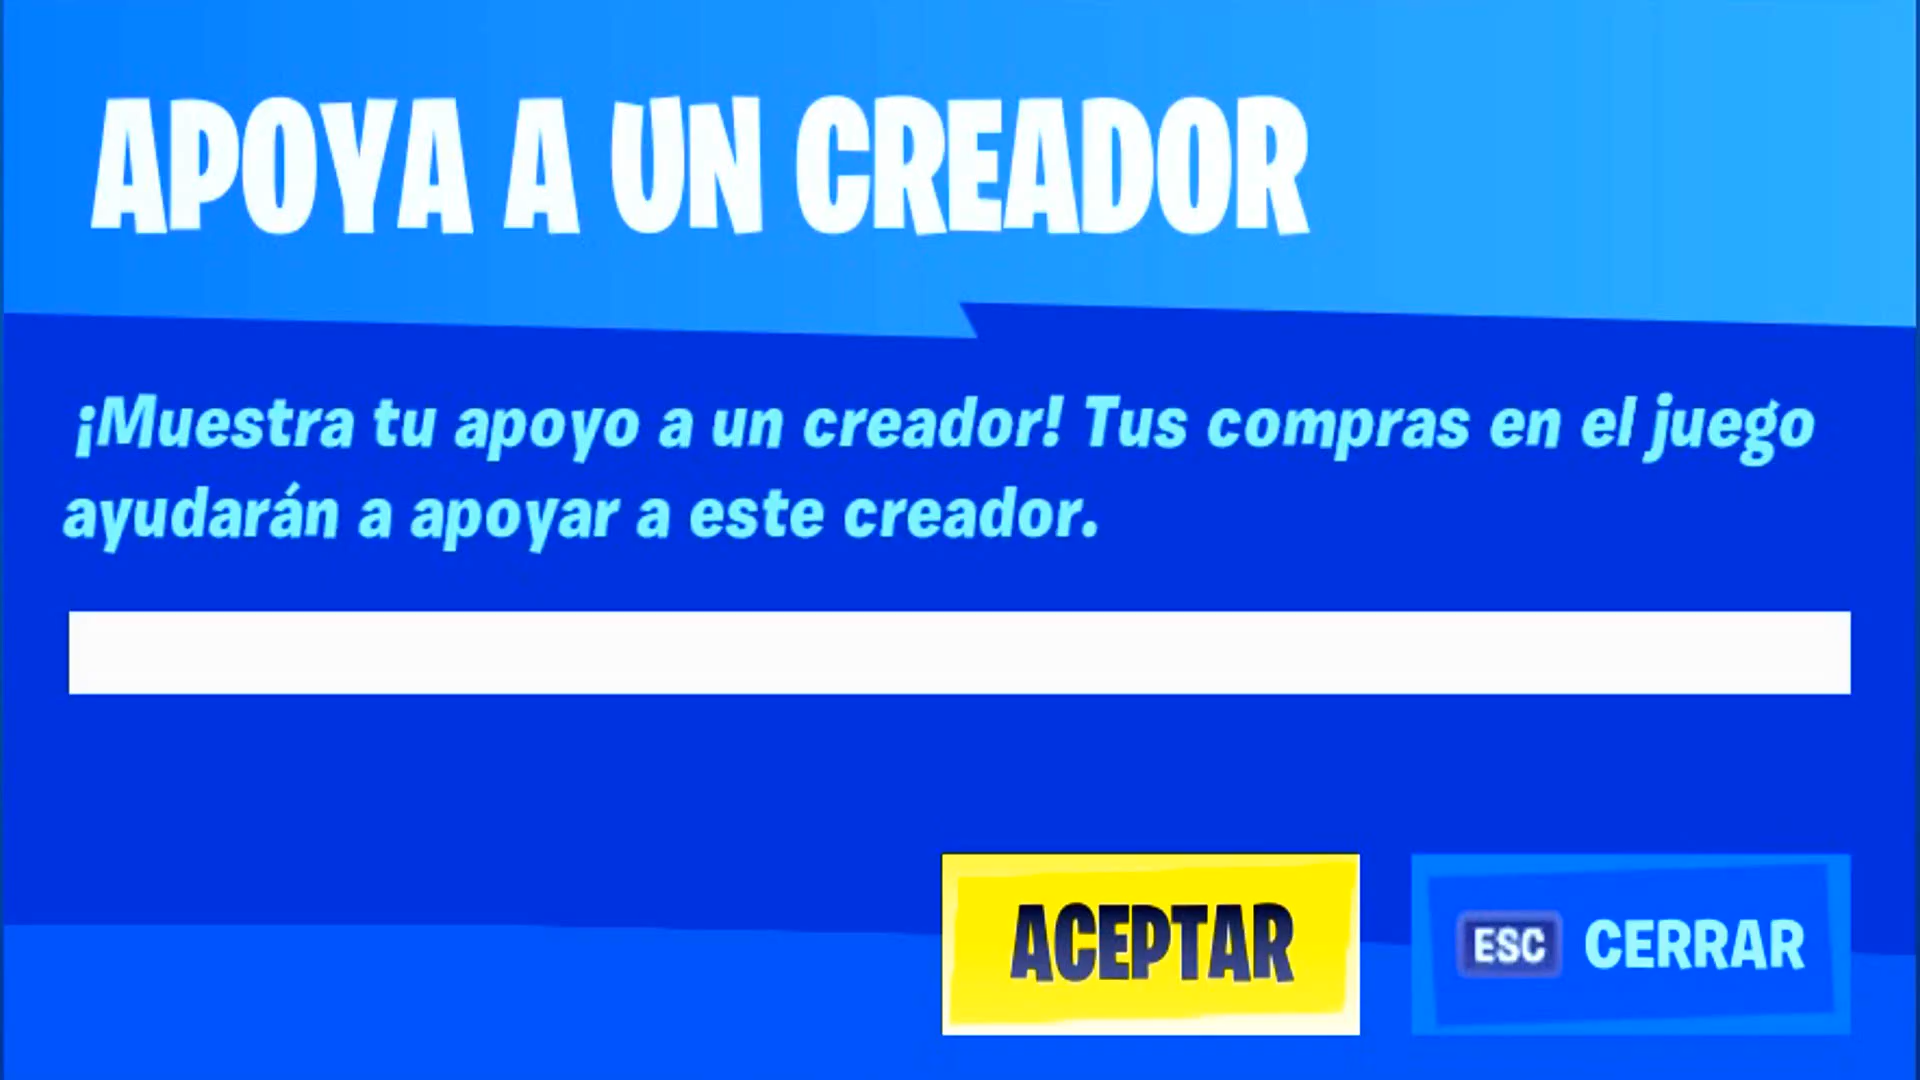 APOYA A UN CREADOR
¡Muestra tu apoyo a un creador! Tus compras en el juego
ayudarán a apoyar a este creador.
ACEPTAR
ESC CERRAR